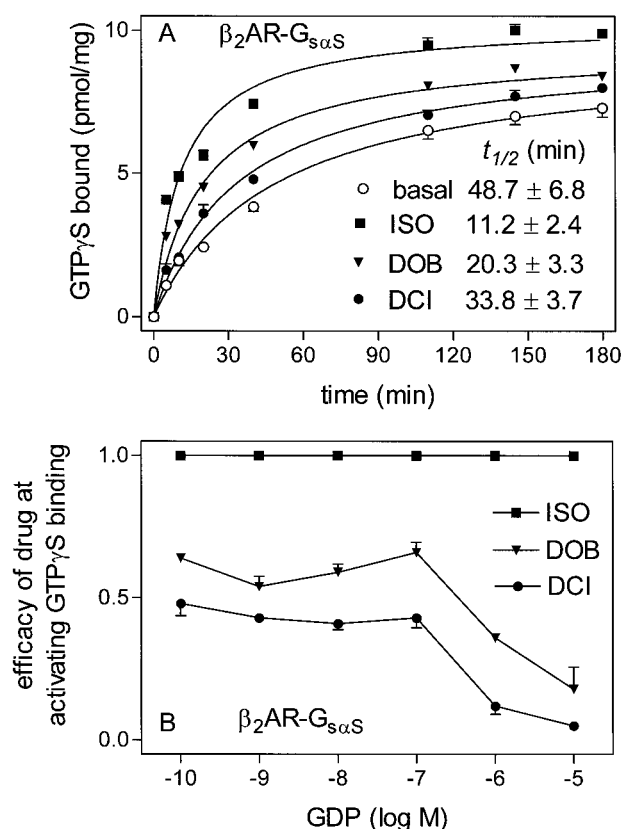 A β₂AR-GsαS
GTPγS bound (pmol/mg)
10
5
0
t1/2 (min)
basal 48.7 ± 6.8
ISO 11.2 ± 2.4
DOB 20.3 ± 3.3
DCI 33.8 ± 3.7
0 30 60 90 120 150 180
time (min)
efficacy of drug at
activating GTPγS binding
1.0
0.5
0.0
ISO
DOB
DCI
B β₂AR-GsαS
-10 -9 -8 -7 -6 -5
GDP (log M)